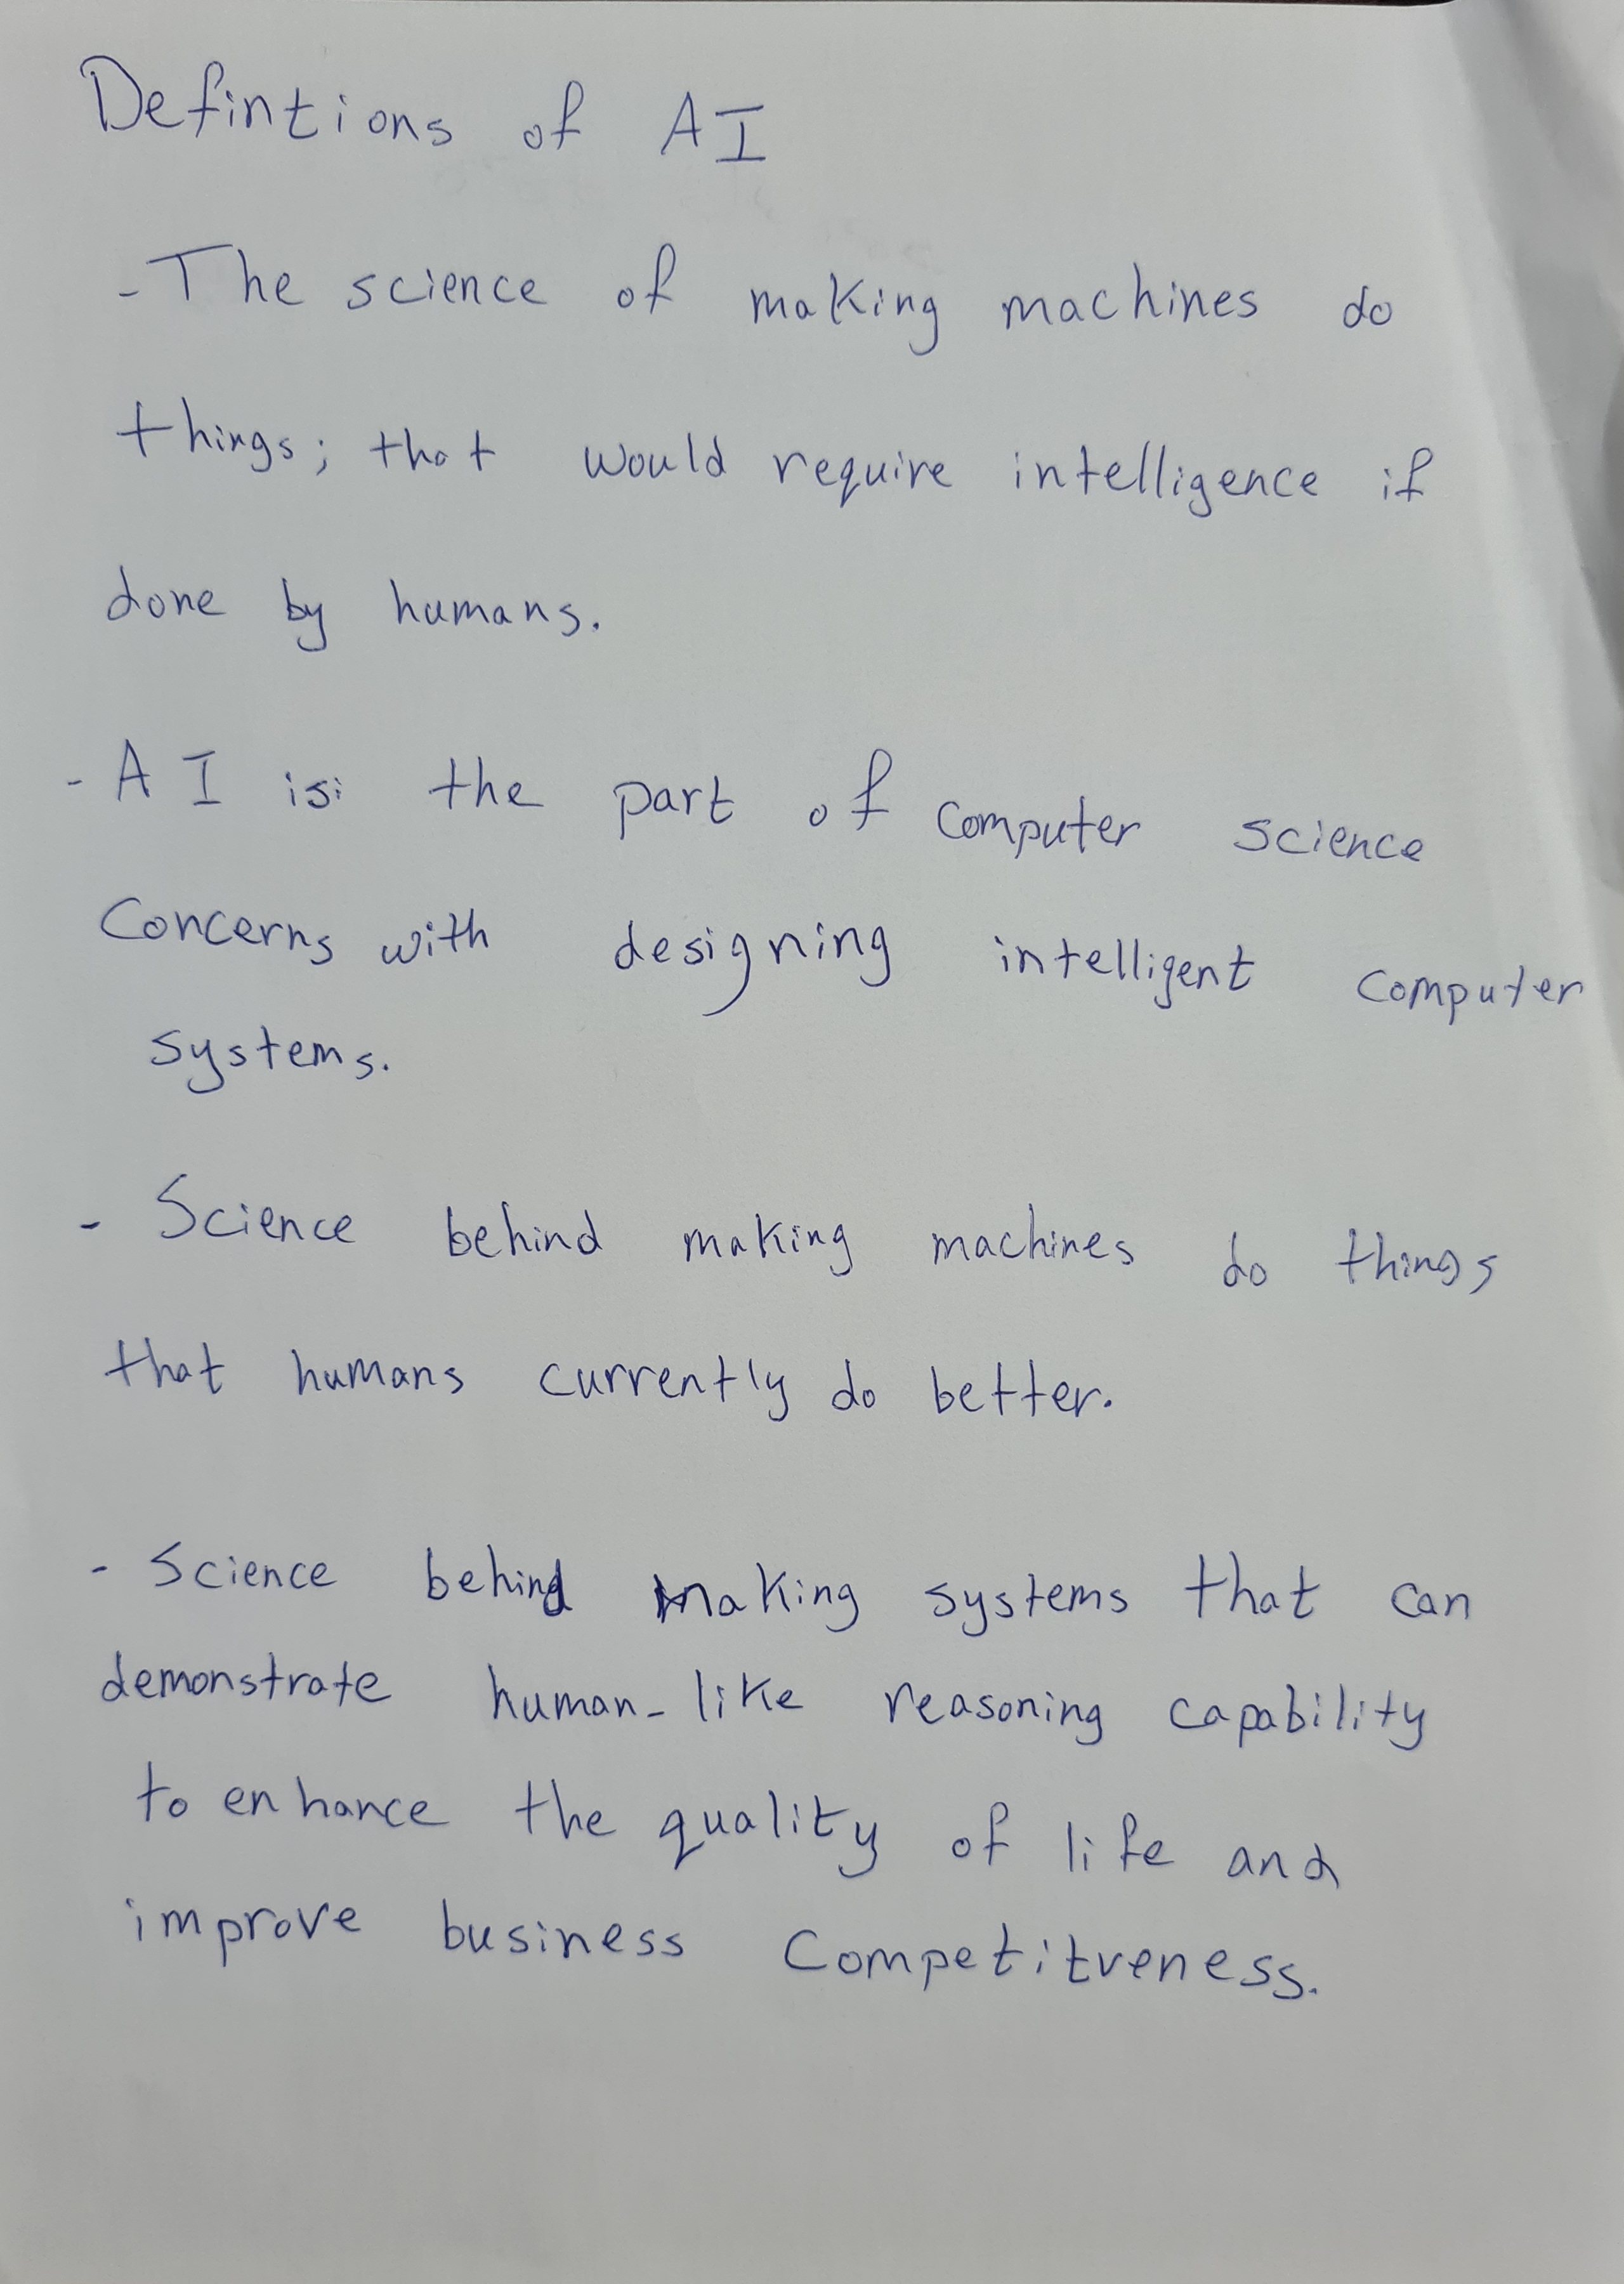 Defintions of AI
- The science of making machines do
things; that would require intelligence if
done by humans.
- AI is: the part of computer science
Concerns with designing intelligent computer
systems.
- Science behind making machines do things
that humans currently do better.
- Science behind making systems that can
demonstrate human-like reasoning capability
to enhance the quality of life and
improve business Competitveness.